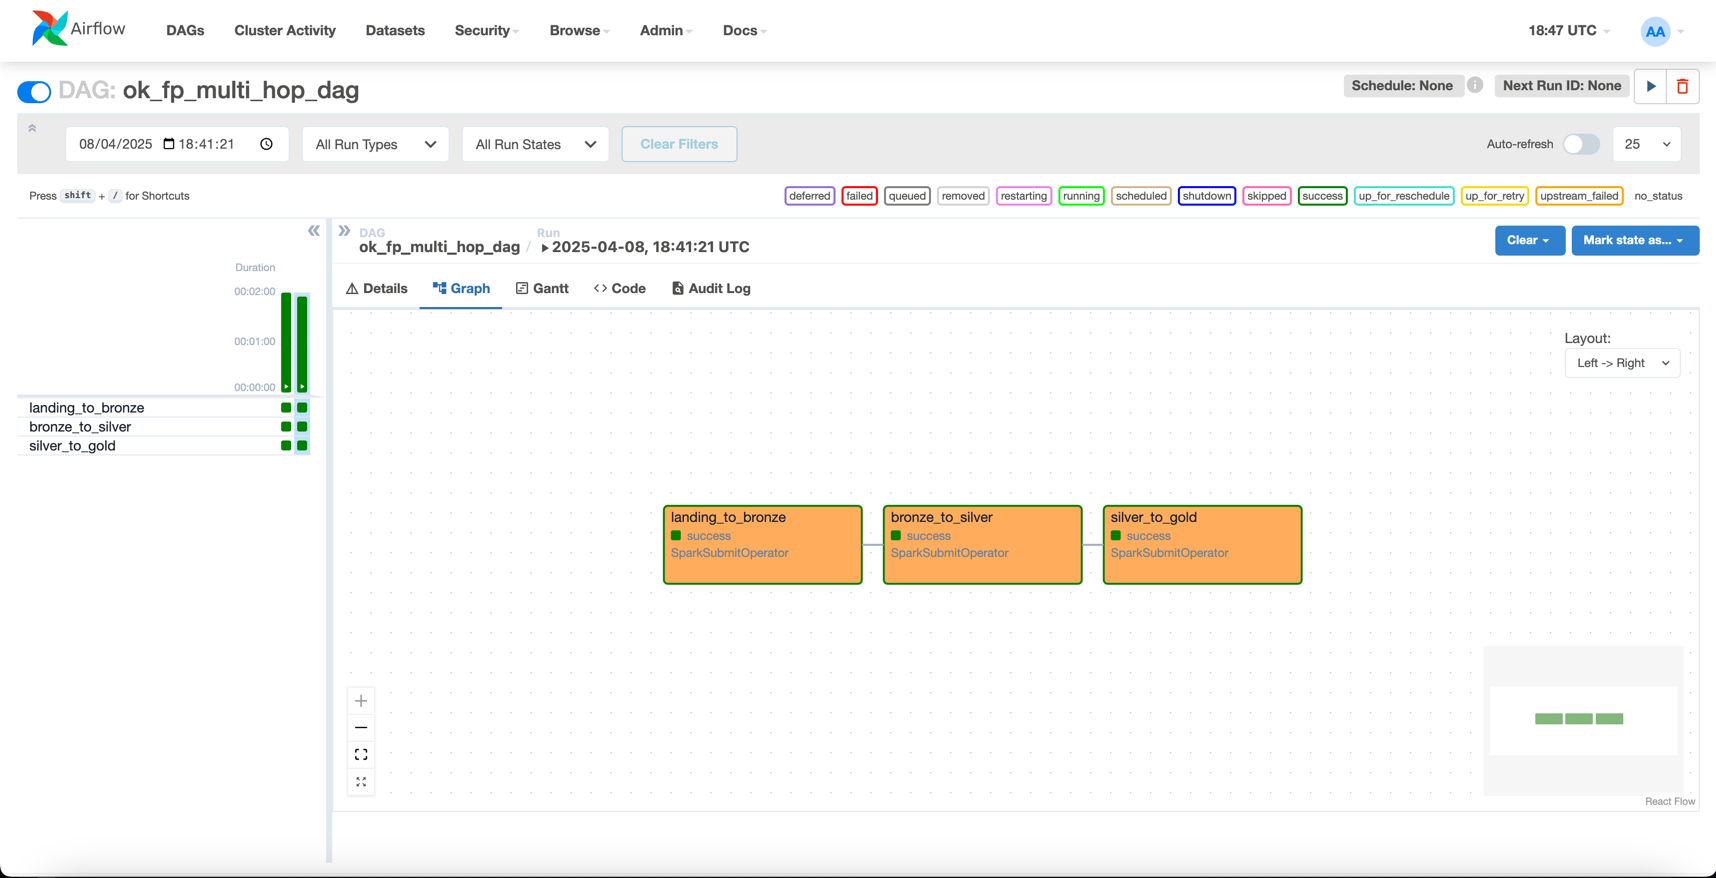 Airflow DAGs Cluster Activity Datasets Security Browse Admin Docs 18:47 UTC AA
DAG: ok_fp_multi_hop_dag Schedule: None i Next Run ID: None
08/04/2025 18:41:21 All Run Types All Run States Clear Filters Auto-refresh 25
Press shift + / for Shortcuts deferred failed queued removed restarting running scheduled shutdown skipped success up_for_reschedule up_for_retry upstream_failed no_status
DAG Run
ok_fp_multi_hop_dag / 2025-04-08, 18:41:21 UTC Clear Mark state as...
Duration
00:02:00
00:01:00
00:00:00
landing_to_bronze
bronze_to_silver
silver_to_gold
Details Graph Gantt Code Audit Log
Layout:
Left -> Right
landing_to_bronze
success
SparkSubmitOperator
bronze_to_silver
success
SparkSubmitOperator
silver_to_gold
success
SparkSubmitOperator
React Flow